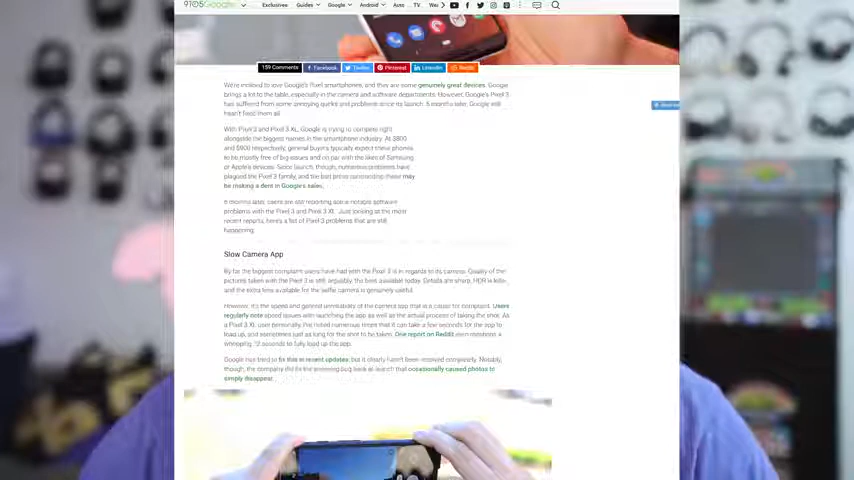 9TO5Google Exclusives Guides Google Android Auto TV
159 Comments Facebook Twitter Pinterest LinkedIn Reddit
We're inclined to love Google's Pixel smartphones, and they are some genuinely great devices. Google
brings a lot to the table, especially in the camera and software departments. However, Google's Pixel 3
has suffered from some annoying quirks and problems since its launch. 5 months later, Google still
hasn't fixed them all.
With Pixel 3 and Pixel 3 XL, Google is trying to compete right
alongside the biggest names in the smartphone industry. At $800
and $900 respectively, general buyers typically expect these phones
to be mostly free of big issues and on par with the likes of Samsung
or Apple's devices. Since launch, though, numerous problems have
plagued the Pixel 3 family, and the bad press surrounding these may
be making a dent in Google's sales.
5 months later, users are still reporting some notable software
problems with the Pixel 3 and Pixel 3 XL. Just looking at the most
recent reports, here's a list of Pixel 3 problems that are still
happening.
Slow Camera App
By far the biggest complaint users have had with the Pixel 3 is in regards to its camera. Quality of the
pictures taken with the Pixel 3 is still arguably the best available today. Details are sharp, HDR is killer,
and the extra lens available for the selfie camera is genuinely useful.
However, it's the speed and general unreliability of the camera app that is a cause for complaint. Users
regularly note speed issues with launching the app as well as the actual process of taking the shot. As
a Pixel 3 XL user personally, I've noted numerous times that it can take a few seconds for the app to
load up, and sometimes just as long for the shot to be taken. One report on Reddit even mentions a
whopping 12 seconds to fully load up the app.
Google has tried to fix this in recent updates, but it clearly hasn't been resolved completely. Notably,
though, the company did fix the annoying bug back at launch that occasionally caused photos to
simply disappear.